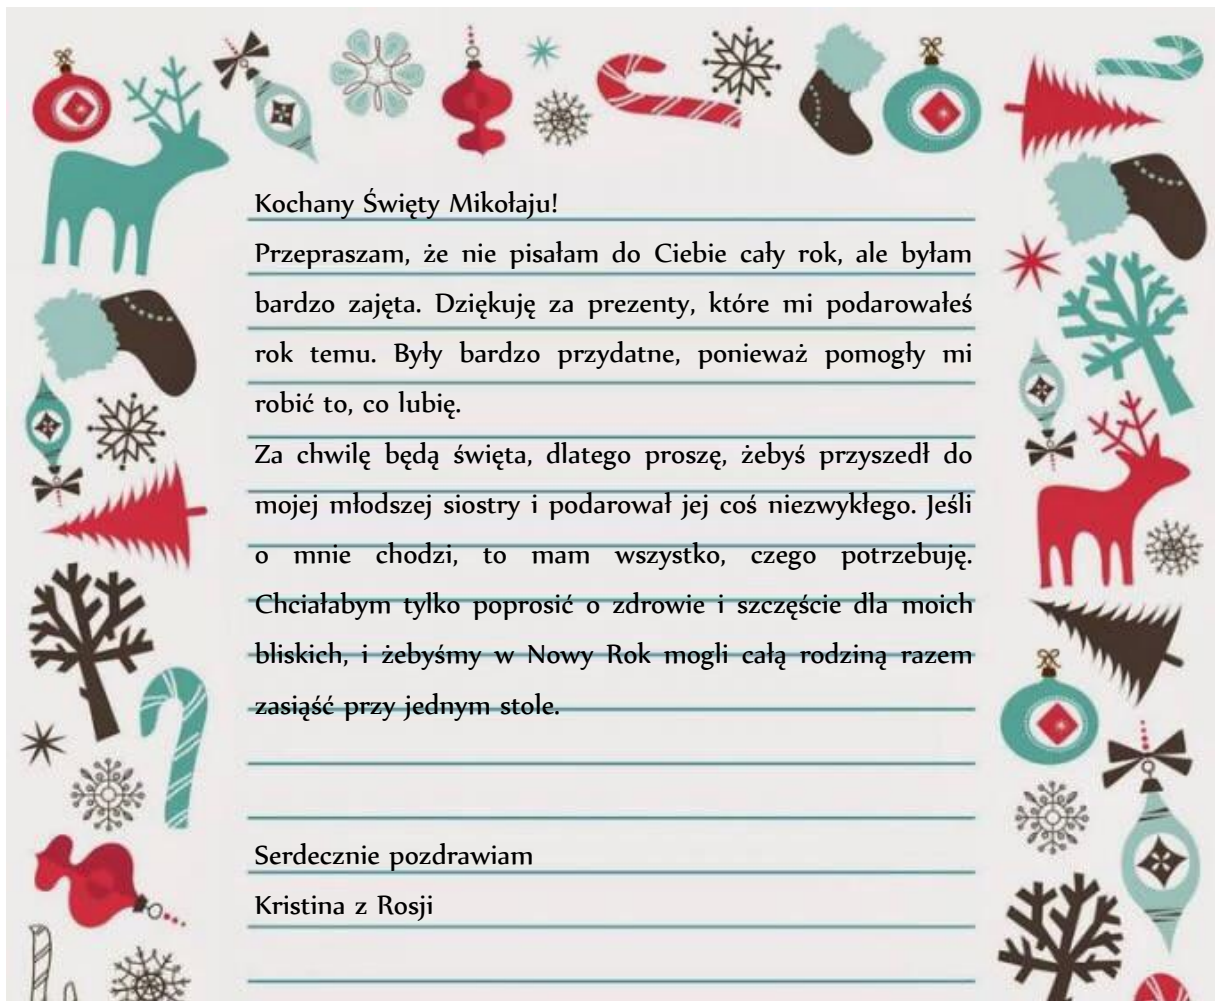 Kochany Święty Mikołaju!
Przepraszam, że nie pisałam do Ciebie cały rok, ale byłam
bardzo zajęta. Dziękuję za prezenty, które mi podarowałeś
rok temu. Były bardzo przydatne, ponieważ pomogły mi
robić to, co lubię.
Za chwilę będą święta, dlatego proszę, żebyś przyszedł do
mojej młodszej siostry i podarował jej coś niezwykłego. Jeśli
o mnie chodzi, to mam wszystko, czego potrzebuję.
Chciałabym tylko poprosić o zdrowie i szczęście dla moich
bliskich, i żebyśmy w Nowy Rok mogli całą rodziną razem
zasiąść przy jednym stole.
Serdecznie pozdrawiam
Kristina z Rosji